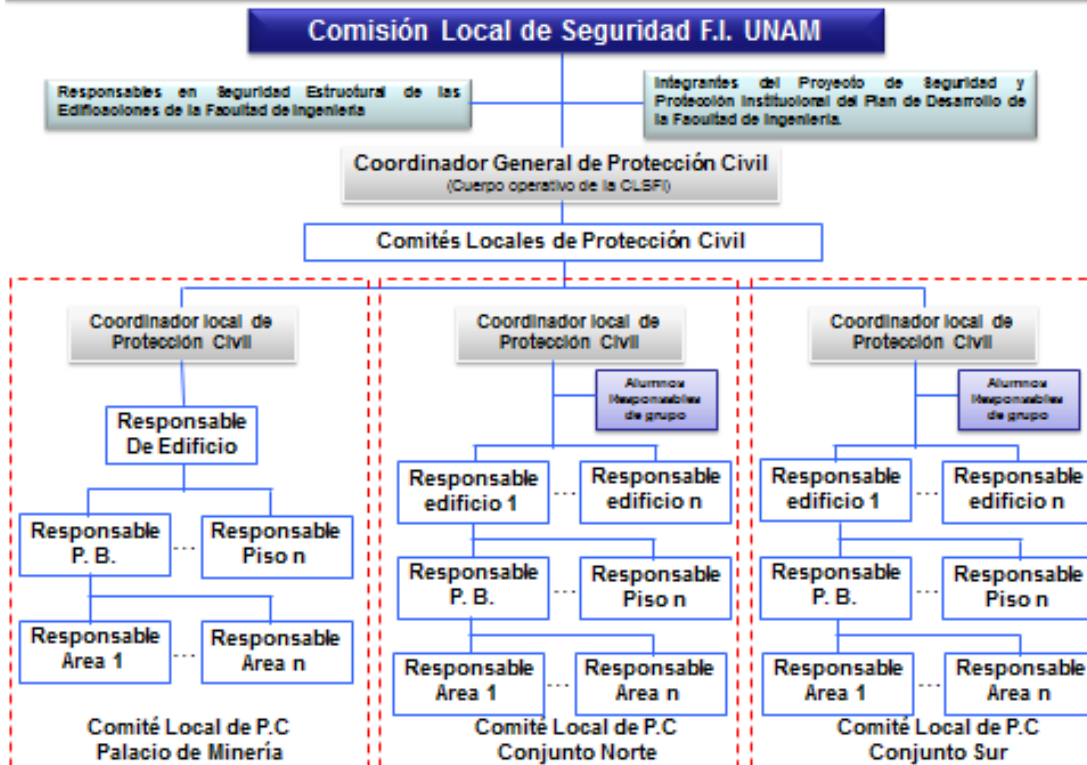 Comisión Local de Seguridad F.I. UNAM
Responsables en Seguridad Estructural de las
Edificaciones de la Facultad de Ingeniería
Integrantes del Proyecto de Seguridad y
Protección Institucional del Plan de Desarrollo de
la Facultad de Ingeniería.
Coordinador General de Protección Civil
(Cuerpo operativo de la CLSFI)
Comités Locales de Protección Civil
Coordinador local de
Protección Civil
Responsable
De Edificio
Responsable
P. B.
...
Responsable
Piso n
Responsable
Area 1
...
Responsable
Area n
Comité Local de P.C
Palacio de Minería
Coordinador local de
Protección Civil
Alumnos
Responsables
de grupo
Responsable
edificio 1
...
Responsable
edificio n
Responsable
P. B.
...
Responsable
Piso n
Responsable
Area 1
...
Responsable
Area n
Comité Local de P.C
Conjunto Norte
Coordinador local de
Protección Civil
Alumnos
Responsables
de grupo
Responsable
edificio 1
...
Responsable
edificio n
Responsable
P. B.
...
Responsable
Piso n
Responsable
Area 1
...
Responsable
Area n
Comité Local de P.C
Conjunto Sur